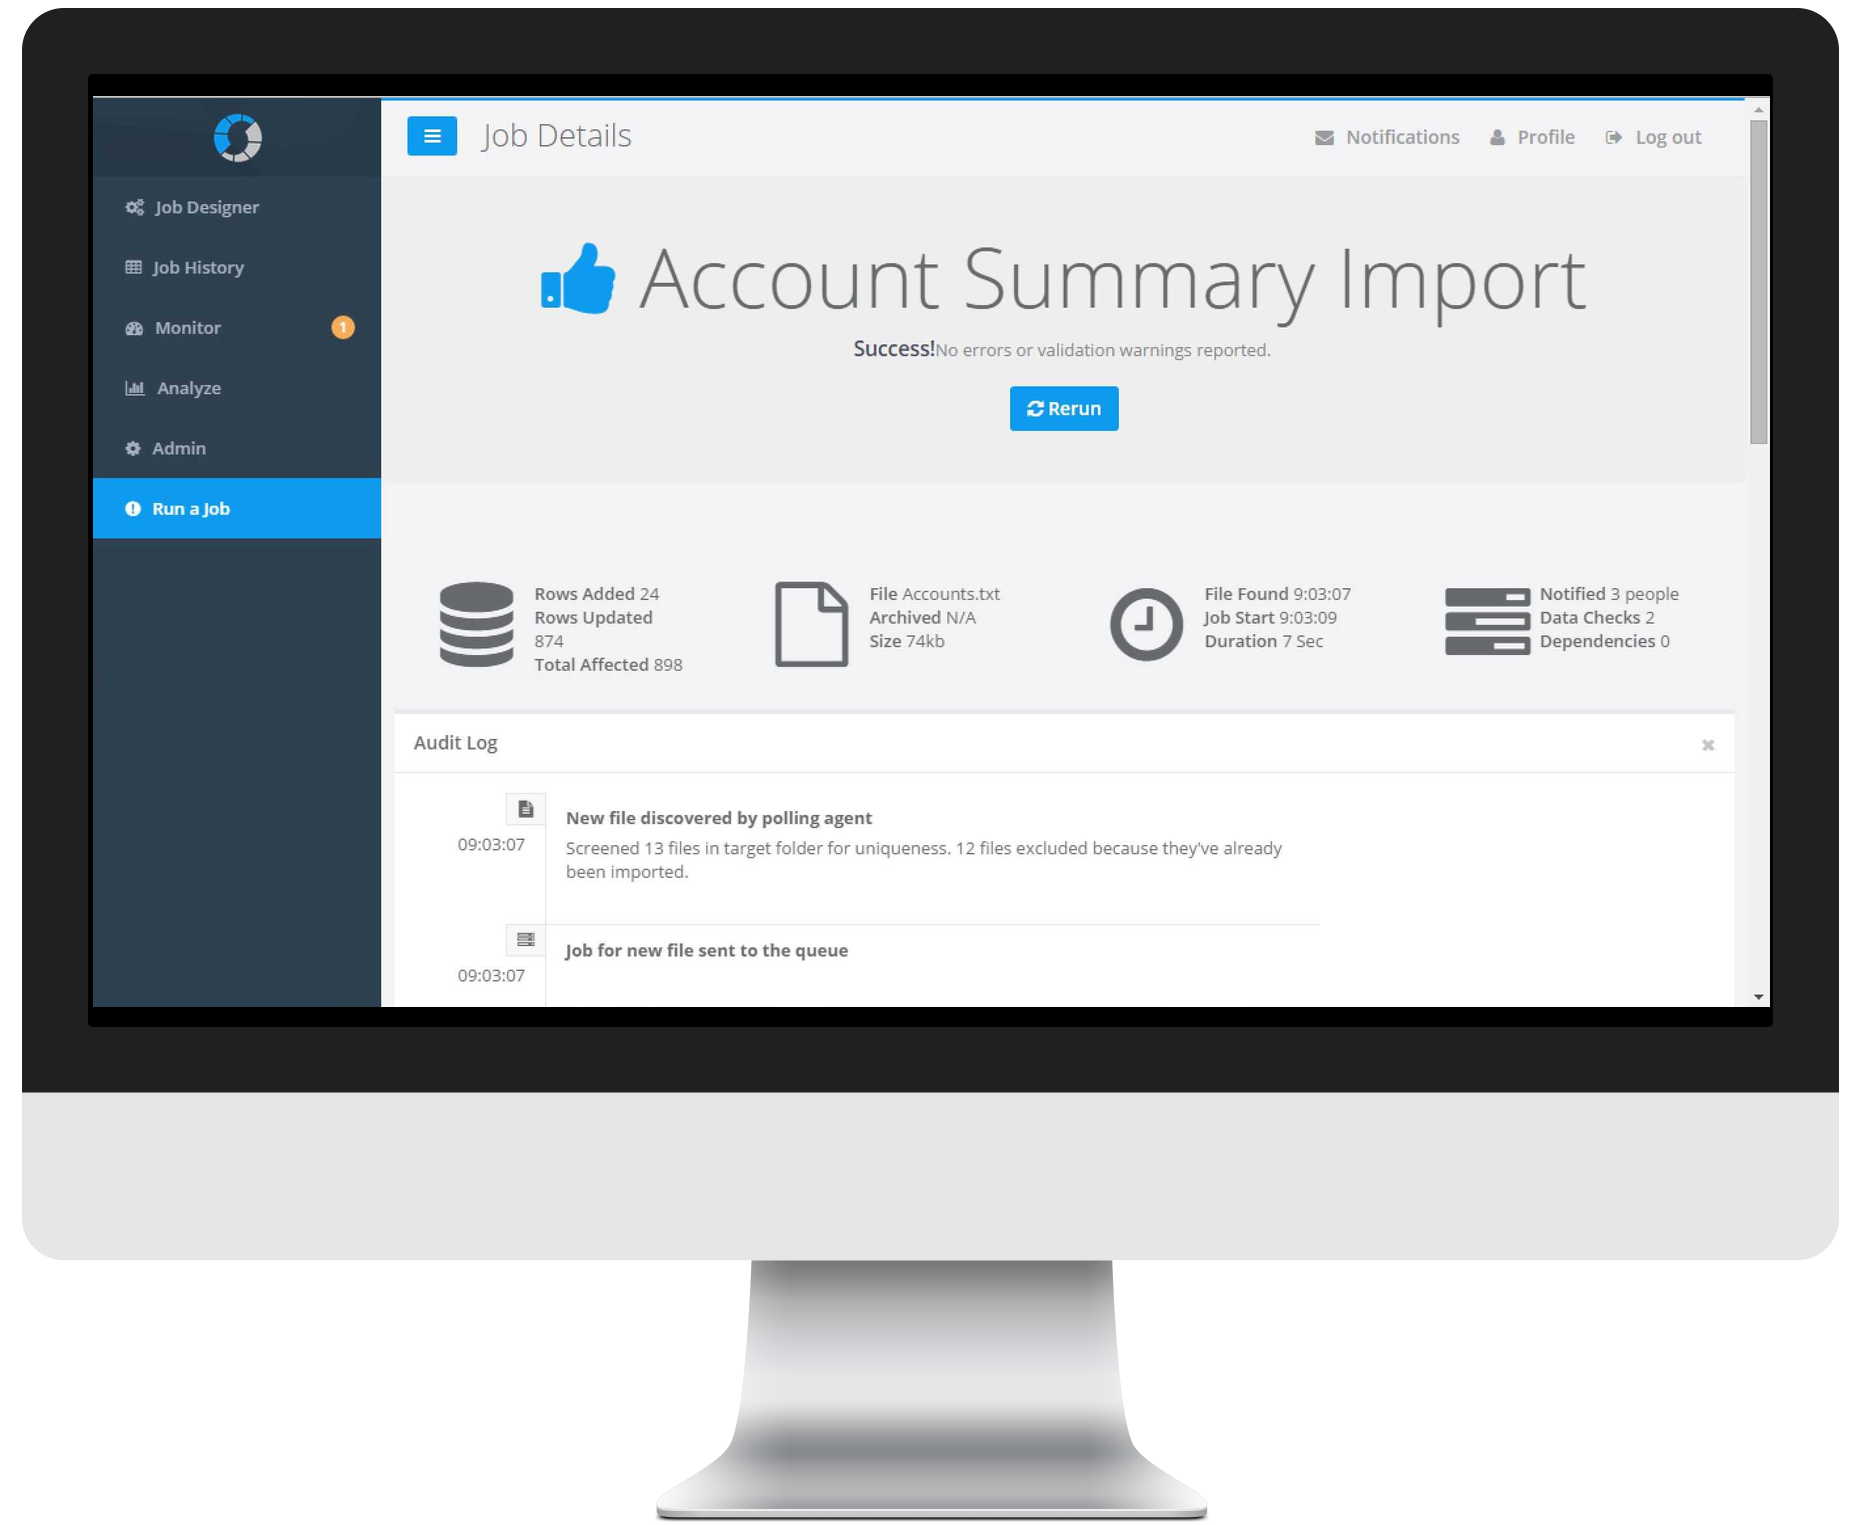 Job Details
Notifications
Profile
Log out
Job Designer
Job History
Monitor
1
Analyze
Admin
Run a Job
Account Summary Import
Success!No errors or validation warnings reported.
Rerun
Rows Added 24
Rows Updated
874
Total Affected 898
File Accounts.txt
Archived N/A
Size 74kb
File Found 9:03:07
Job Start 9:03:09
Duration 7 Sec
Notified 3 people
Data Checks 2
Dependencies 0
Audit Log
09:03:07
New file discovered by polling agent
Screened 13 files in target folder for uniqueness. 12 files excluded because they've already
been imported.
09:03:07
Job for new file sent to the queue